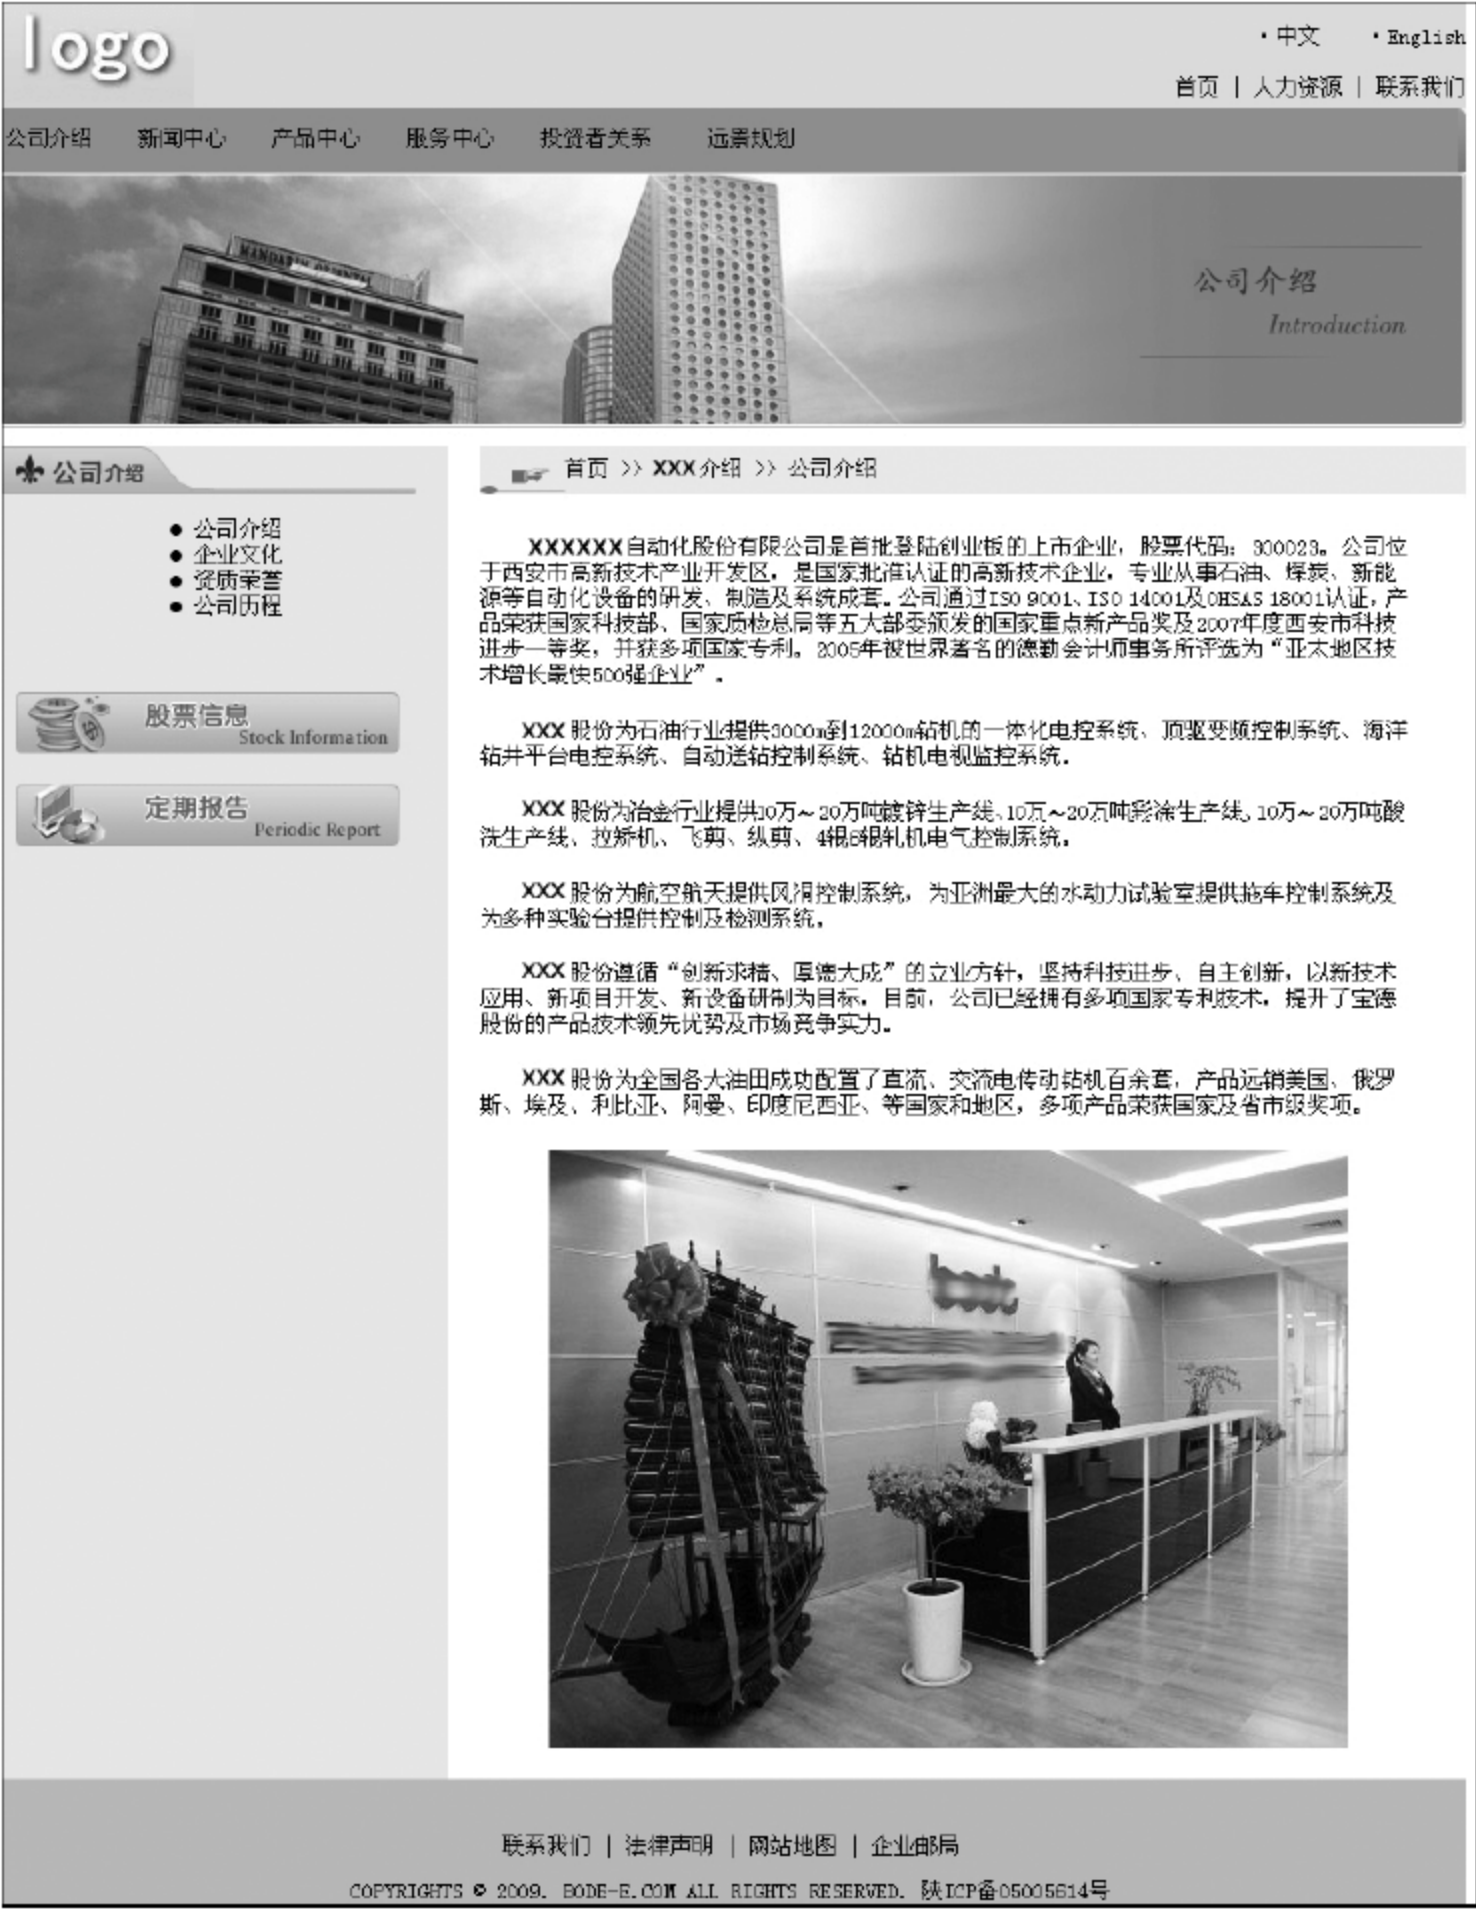 logo
· 中文 · English
首页 | 人力资源 | 联系我们
公司介绍 新闻中心 产品中心 服务中心 投资者关系 远景规划
MANDARIN ORIENTAL
公司介绍
Introduction
公司介绍
首页 >> XXX介绍 >> 公司介绍
● 公司介绍
● 企业文化
● 资质荣誉
● 公司历程
股票信息
Stock Information
定期报告
Periodic Report
XXXXXX自动化股份有限公司是首批登陆创业板的上市企业，股票代码：300023。公司位
于西安市高新技术产业开发区，是国家批准认证的高新技术企业，专业从事石油、煤炭、新能
源等自动化设备的研发、制造及系统成套。公司通过ISO 9001、ISO 14001及OHSAS 18001认证，产
品荣获国家科技部、国家质检总局等五大部委颁发的国家重点新产品奖及2007年度西安市科技
进步一等奖，并获多项国家专利。2005年被世界著名的德勤会计师事务所评选为“亚太地区技
术增长最快500强企业”。
XXX 股份为石油行业提供3000m到12000m钻机的一体化电控系统、顶驱变频控制系统、海洋
钻井平台电控系统、自动送钻控制系统、钻机电视监控系统。
XXX 股份为冶金行业提供10万～20万吨镀锌生产线、10万～20万吨彩涂生产线。10万～20万吨酸
洗生产线、拉矫机、飞剪、纵剪、4辊6辊轧机电气控制系统。
XXX 股份为航空航天提供风洞控制系统，为亚洲最大的水动力试验室提供拖车控制系统及
为多种实验台提供控制及检测系统。
XXX 股份遵循“创新求精、厚德大成”的立业方针，坚持科技进步、自主创新，以新技术
应用、新项目开发、新设备研制为目标。目前，公司已经拥有多项国家专利技术，提升了宝德
股份的产品技术领先优势及市场竞争实力。
XXX 股份为全国各大油田成功配置了直流、交流电传动钻机百余套，产品远销美国、俄罗
斯、埃及、利比亚、阿曼、印度尼西亚、等国家和地区，多项产品荣获国家及省市级奖项。
联系我们 | 法律声明 | 网站地图 | 企业邮局
COPYRIGHTS © 2009. BODE-E.COM ALL RIGHTS RESERVED. 陕ICP备05005614号